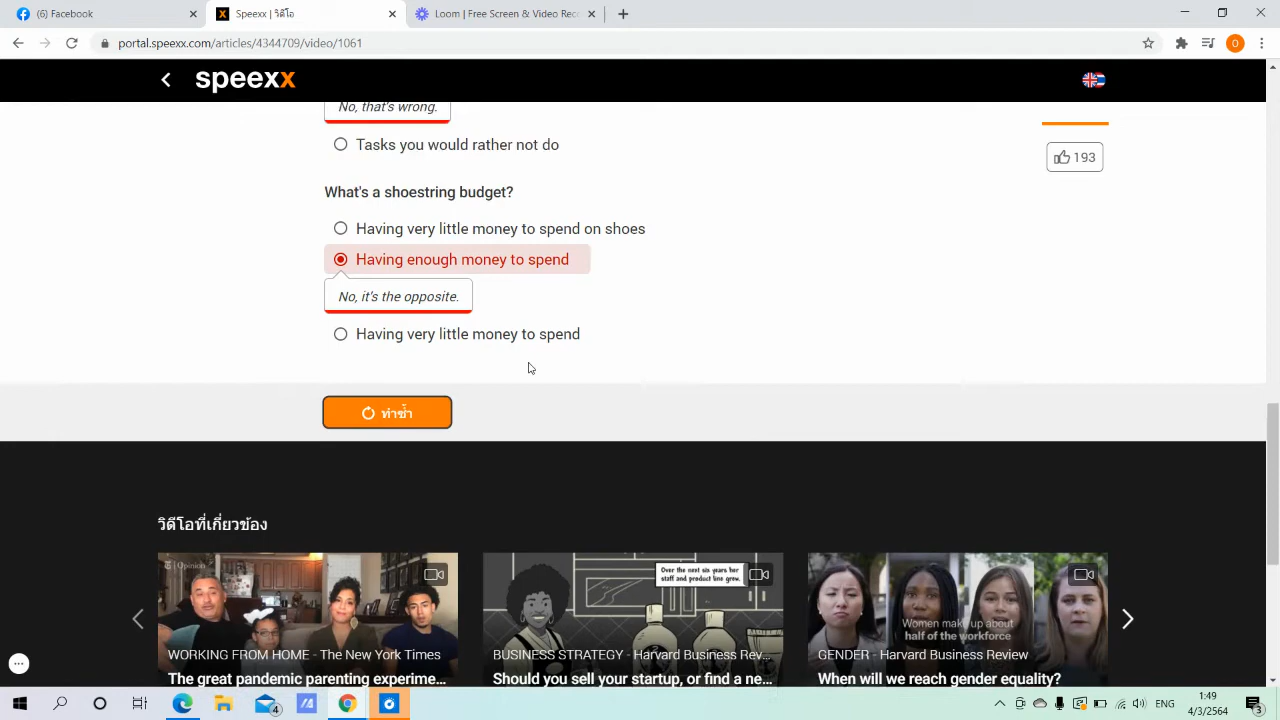 (6) Facebook
Speexx | วิดีโอ
Loom | Free Screen & Video Rec
portal.speexx.com/articles/4344709/video/1061
O
speexx
No, that's wrong.
Tasks you would rather not do
193
What's a shoestring budget?
Having very little money to spend on shoes
Having enough money to spend
No, it's the opposite.
Having very little money to spend
ทำซ้ำ
วิดีโอที่เกี่ยวข้อง
Opinion
Over the next six years her
staff and product line grew.
Women make up about
half of the workforce
WORKING FROM HOME - The New York Times
BUSINESS STRATEGY - Harvard Business Rev...
GENDER - Harvard Business Review
The great pandemic parenting experime...
Should you sell your startup, or find a ne...
When will we reach gender equality?
4
ENG
1:49
4/3/2564
3